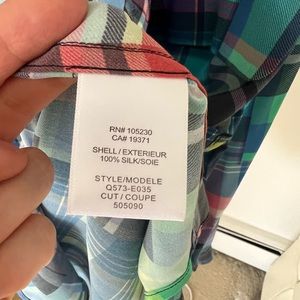 RN# 105230
CA# 19371
SHELL / EXTERIEUR
100% SILK/SOIE
STYLE/MODELE
Q573-E035
CUT / COUPE
505090